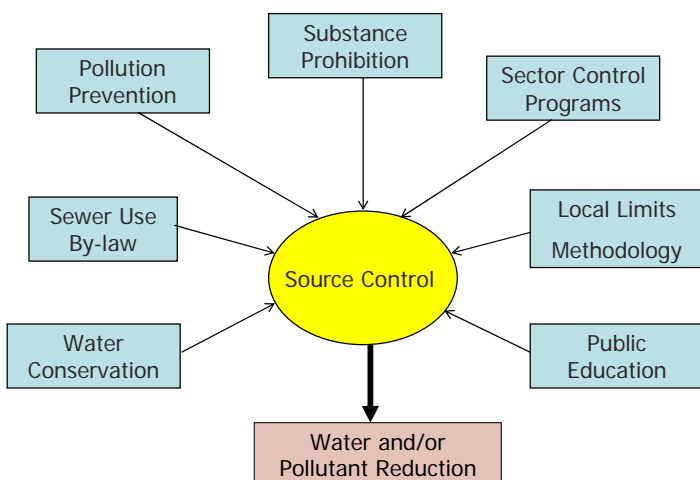 Substance
Prohibition
Pollution
Prevention
Sector Control
Programs
Sewer Use
By-law
Local Limits
Methodology
Source Control
Water
Conservation
Public
Education
Water and/or
Pollutant Reduction